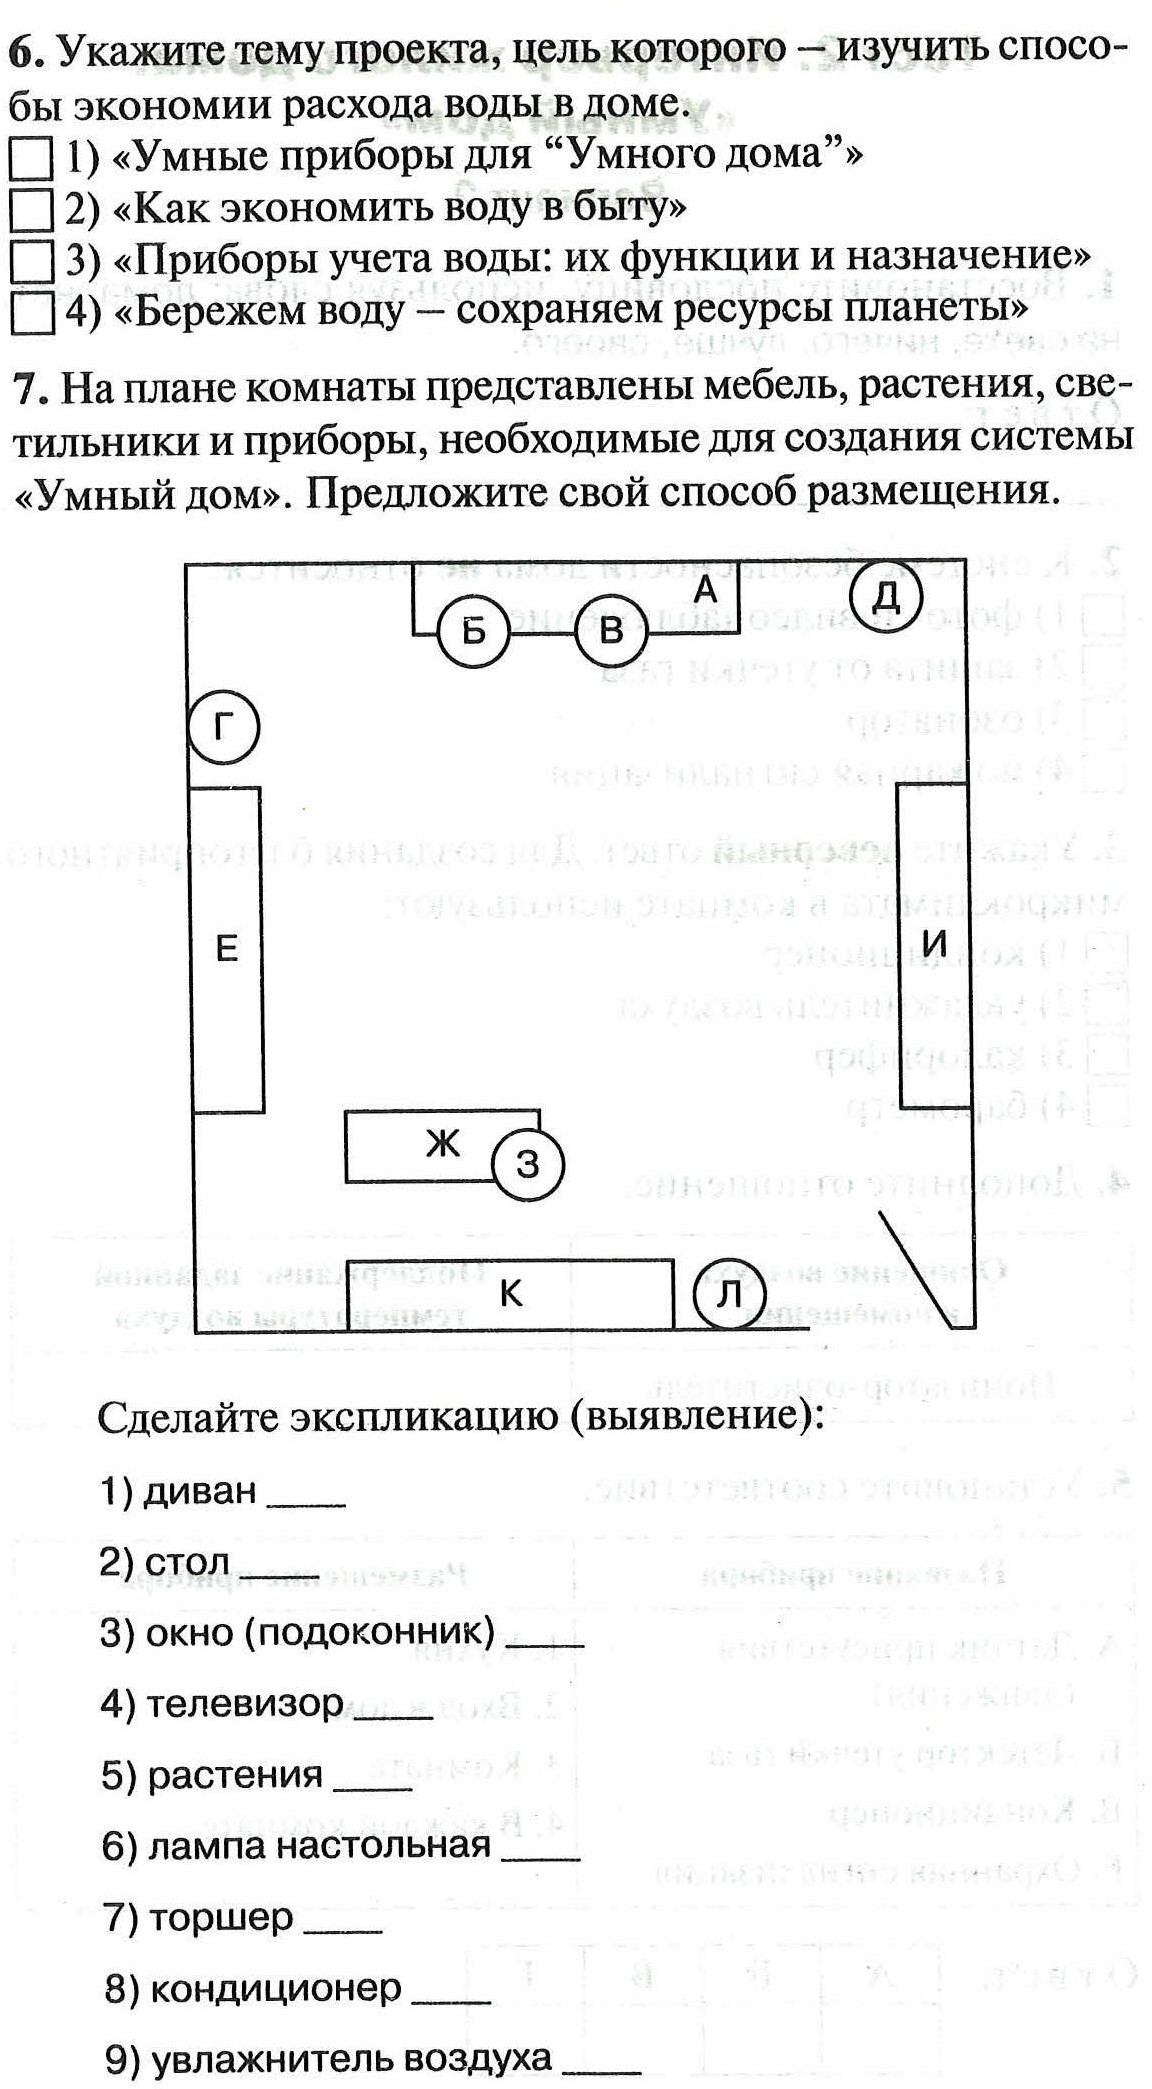 6. Укажите тему проекта, цель которого – изучить спосо-
бы экономии расхода воды в доме.
1) «Умные приборы для “Умного дома”»
2) «Как экономить воду в быту»
3) «Приборы учета воды: их функции и назначение»
4) «Бережем воду – сохраняем ресурсы планеты»
7. На плане комнаты представлены мебель, растения, све-
тильники и приборы, необходимые для создания системы
«Умный дом». Предложите свой способ размещения.
А
Д
Б
В
Г
Е
И
Ж
З
К
Л
Сделайте экспликацию (выявление):
1) диван ____
2) стол ____
3) окно (подоконник) ____
4) телевизор ____
5) растения ____
6) лампа настольная ____
7) торшер ____
8) кондиционер ____
9) увлажнитель воздуха ____